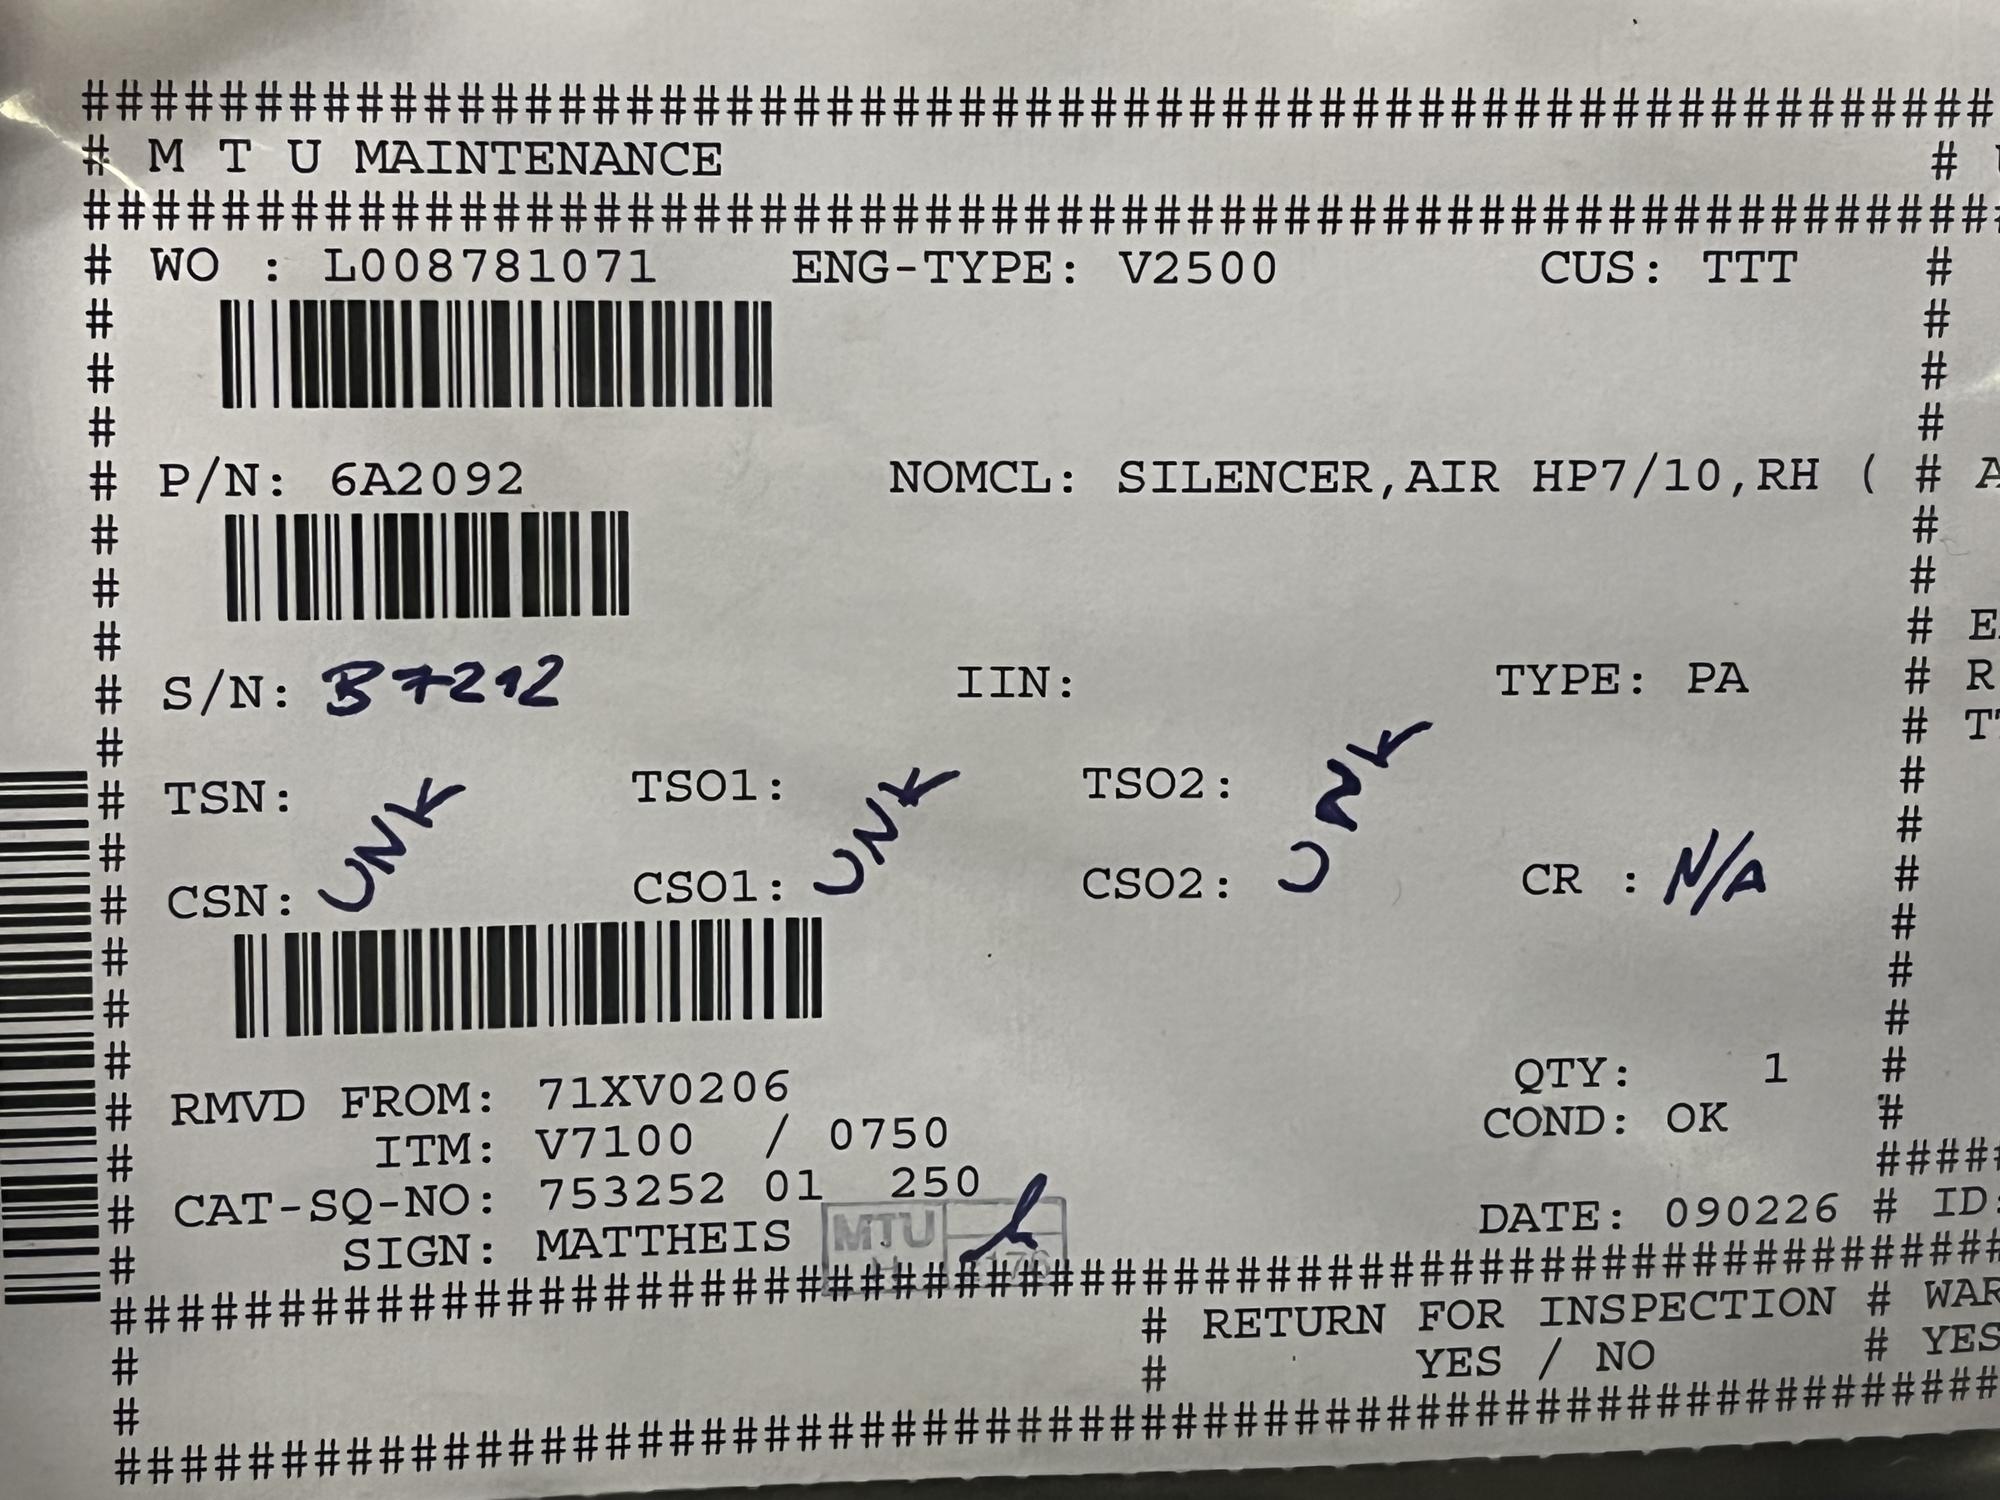 ##########################################################
# M T U MAINTENANCE #
##########################################################
# WO : L008781071 ENG-TYPE: V2500 CUS: TTT #
# P/N: 6A2092 NOMCL: SILENCER,AIR HP7/10,RH ( #
# S/N: B7212 IIN: TYPE: PA #
# TSN: UNK TSO1: UNK TSO2: UNK #
# CSN: CSO1: CSO2: CR : N/A #
# RMVD FROM: 71XV0206 QTY: 1 #
# ITM: V7100 / 0750 COND: OK #
# CAT-SQ-NO: 753252 01 250 DATE: 090226 # ID:
# SIGN: MATTHEIS MTU
##########################################################
# # RETURN FOR INSPECTION #
# # YES / NO # YES
#
##########################################################